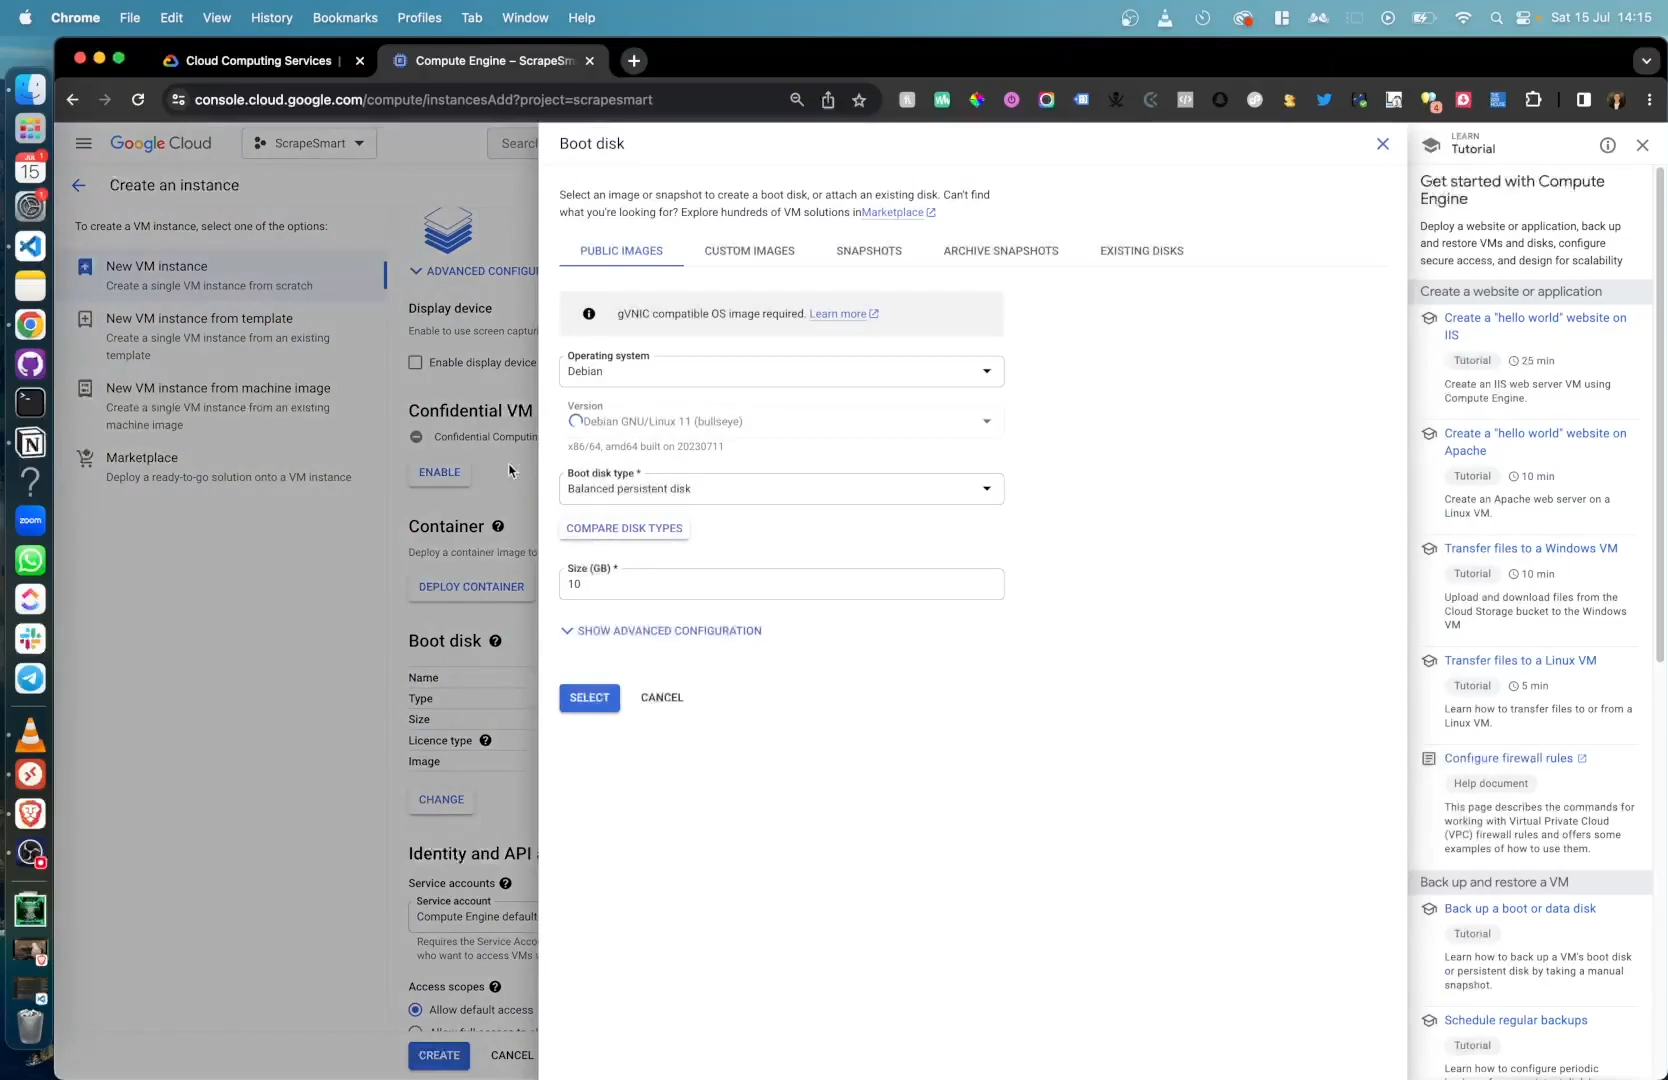 Chrome File Edit View History Bookmarks Profiles Tab Window Help Sat 15 Jul 14:15
Cloud Computing Services | Compute Engine – ScrapeSm
console.cloud.google.com/compute/instancesAdd?project=scrapesmart
Google Cloud ScrapeSmart Searc
Create an instance
To create a VM instance, select one of the options:
New VM instance
Create a single VM instance from scratch
New VM instance from template
Create a single VM instance from an existing
template
New VM instance from machine image
Create a single VM instance from an existing
machine image
Marketplace
Deploy a ready-to-go solution onto a VM instance
ADVANCED CONFIGU
Display device
Enable to use screen captur
Enable display device
Confidential VM
Confidential Computin
ENABLE
Container
Deploy a container image to
DEPLOY CONTAINER
Boot disk
Name
Type
Size
Licence type
Image
CHANGE
Identity and API
Service accounts
Service account
Compute Engine default
Requires the Service Acco
who want to access VMs
Access scopes
Allow default access
CREATE CANCEL
Boot disk
Select an image or snapshot to create a boot disk, or attach an existing disk. Can't find
what you're looking for? Explore hundreds of VM solutions inMarketplace
PUBLIC IMAGES CUSTOM IMAGES SNAPSHOTS ARCHIVE SNAPSHOTS EXISTING DISKS
gVNIC compatible OS image required. Learn more
Operating system
Debian
Version
Debian GNU/Linux 11 (bullseye)
x86/64, amd64 built on 20230711
Boot disk type *
Balanced persistent disk
COMPARE DISK TYPES
Size (GB) *
10
SHOW ADVANCED CONFIGURATION
SELECT CANCEL
LEARN
Tutorial
Get started with Compute
Engine
Deploy a website or application, back up
and restore VMs and disks, configure
secure access, and design for scalability
Create a website or application
Create a "hello world" website on
IIS
Tutorial 25 min
Create an IIS web server VM using
Compute Engine.
Create a "hello world" website on
Apache
Tutorial 10 min
Create an Apache web server on a
Linux VM.
Transfer files to a Windows VM
Tutorial 10 min
Upload and download files from the
Cloud Storage bucket to the Windows
VM
Transfer files to a Linux VM
Tutorial 5 min
Learn how to transfer files to or from a
Linux VM.
Configure firewall rules
Help document
This page describes the commands for
working with Virtual Private Cloud
(VPC) firewall rules and offers some
examples of how to use them.
Back up and restore a VM
Back up a boot or data disk
Tutorial
Learn how to back up a VM's boot disk
or persistent disk by taking a manual
snapshot.
Schedule regular backups
Tutorial
Learn how to configure periodic
JUL
15
zoom